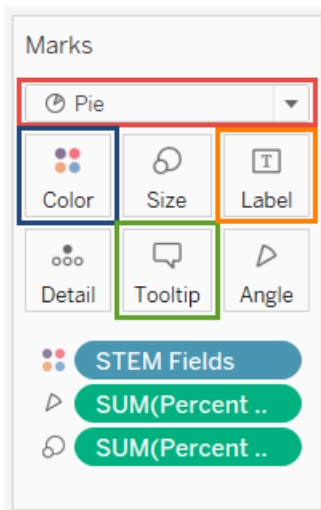 Marks
Pie
Color Size Label
Detail Tooltip Angle
STEM Fields
SUM(Percent ..
SUM(Percent ..